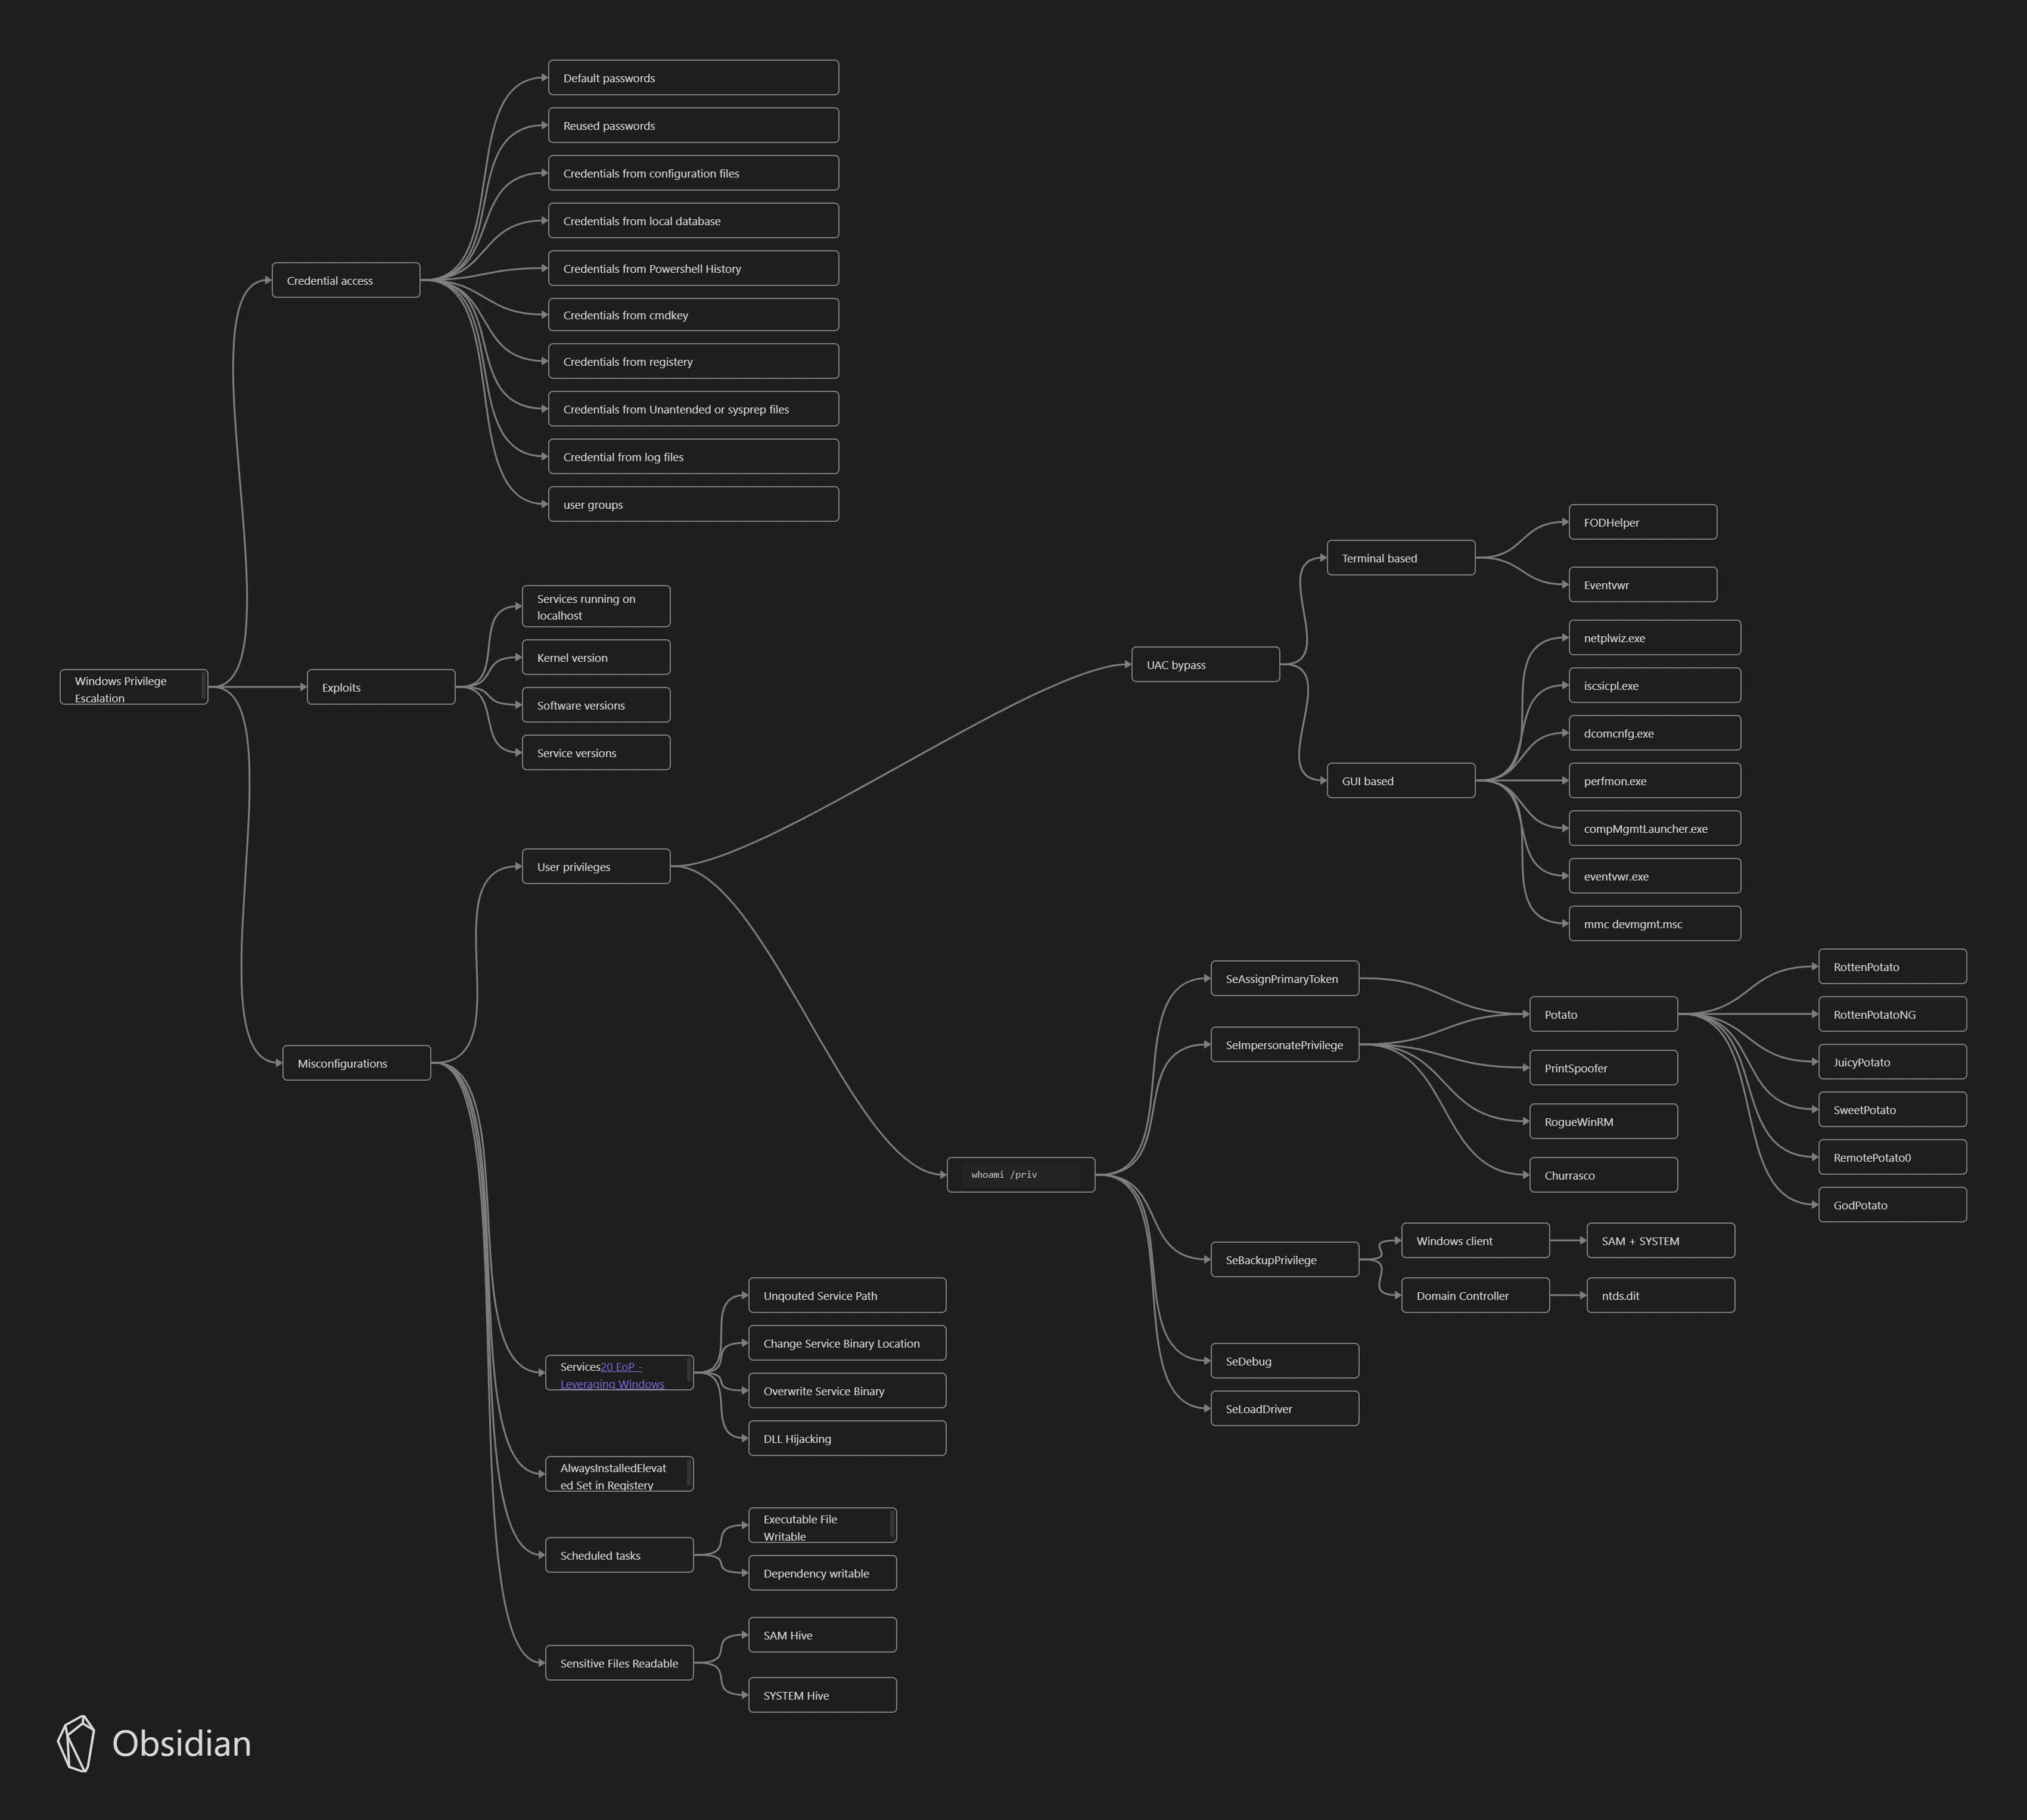 Windows Privilege
Escalation
Credential access
Default passwords
Reused passwords
Credentials from configuration files
Credentials from local database
Credentials from Powershell History
Credentials from cmdkey
Credentials from registery
Credentials from Unantended or sysprep files
Credential from log files
user groups
Exploits
Services running on
localhost
Kernel version
Software versions
Service versions
Misconfigurations
User privileges
UAC bypass
Terminal based
FODHelper
Eventvwr
GUI based
netplwiz.exe
iscsicpl.exe
dcomcnfg.exe
perfmon.exe
compMgmtLauncher.exe
eventvwr.exe
mmc devmgmt.msc
whoami /priv
SeAssignPrimaryToken
SeImpersonatePrivilege
Potato
RottenPotato
RottenPotatoNG
JuicyPotato
SweetPotato
RemotePotato0
GodPotato
PrintSpoofer
RogueWinRM
Churrasco
SeBackupPrivilege
Windows client
SAM + SYSTEM
Domain Controller
ntds.dit
SeDebug
SeLoadDriver
Services20 EoP -
Leveraging Windows
Unqouted Service Path
Change Service Binary Location
Overwrite Service Binary
DLL Hijacking
AlwaysInstalledElevat
ed Set in Registery
Scheduled tasks
Executable File
Writable
Dependency writable
Sensitive Files Readable
SAM Hive
SYSTEM Hive
Obsidian